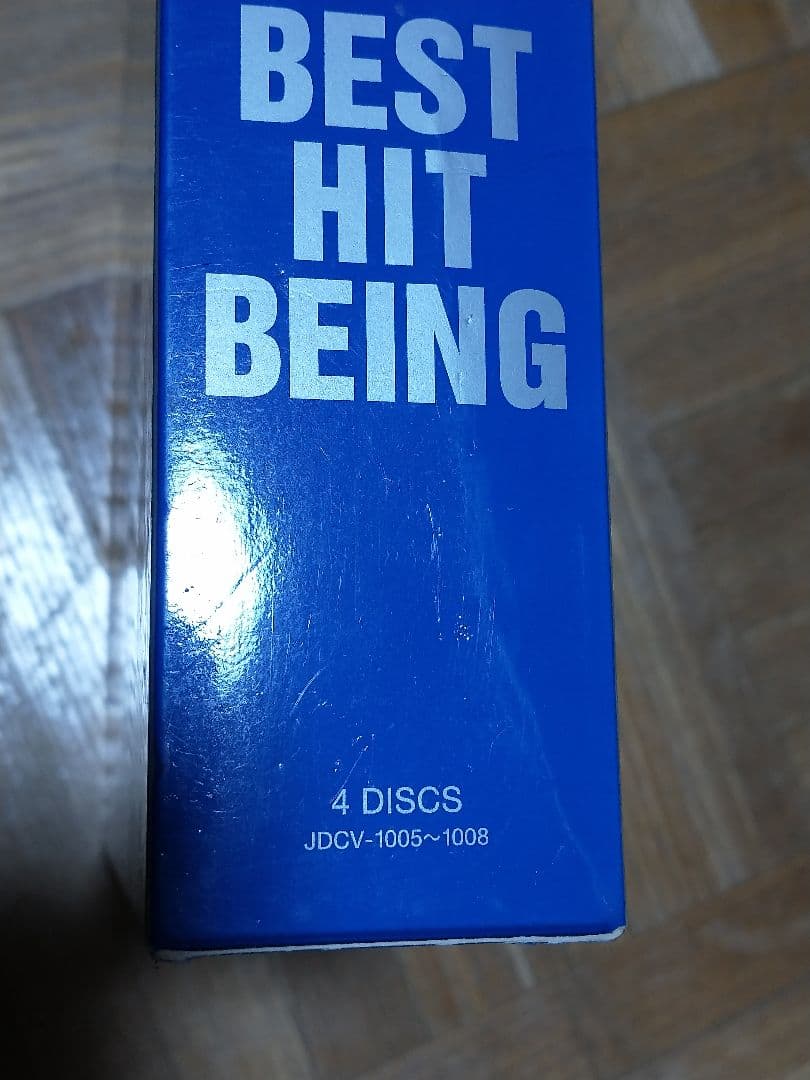 BEST
HIT
BEING
4 DISCS
JDCV-1005~1008